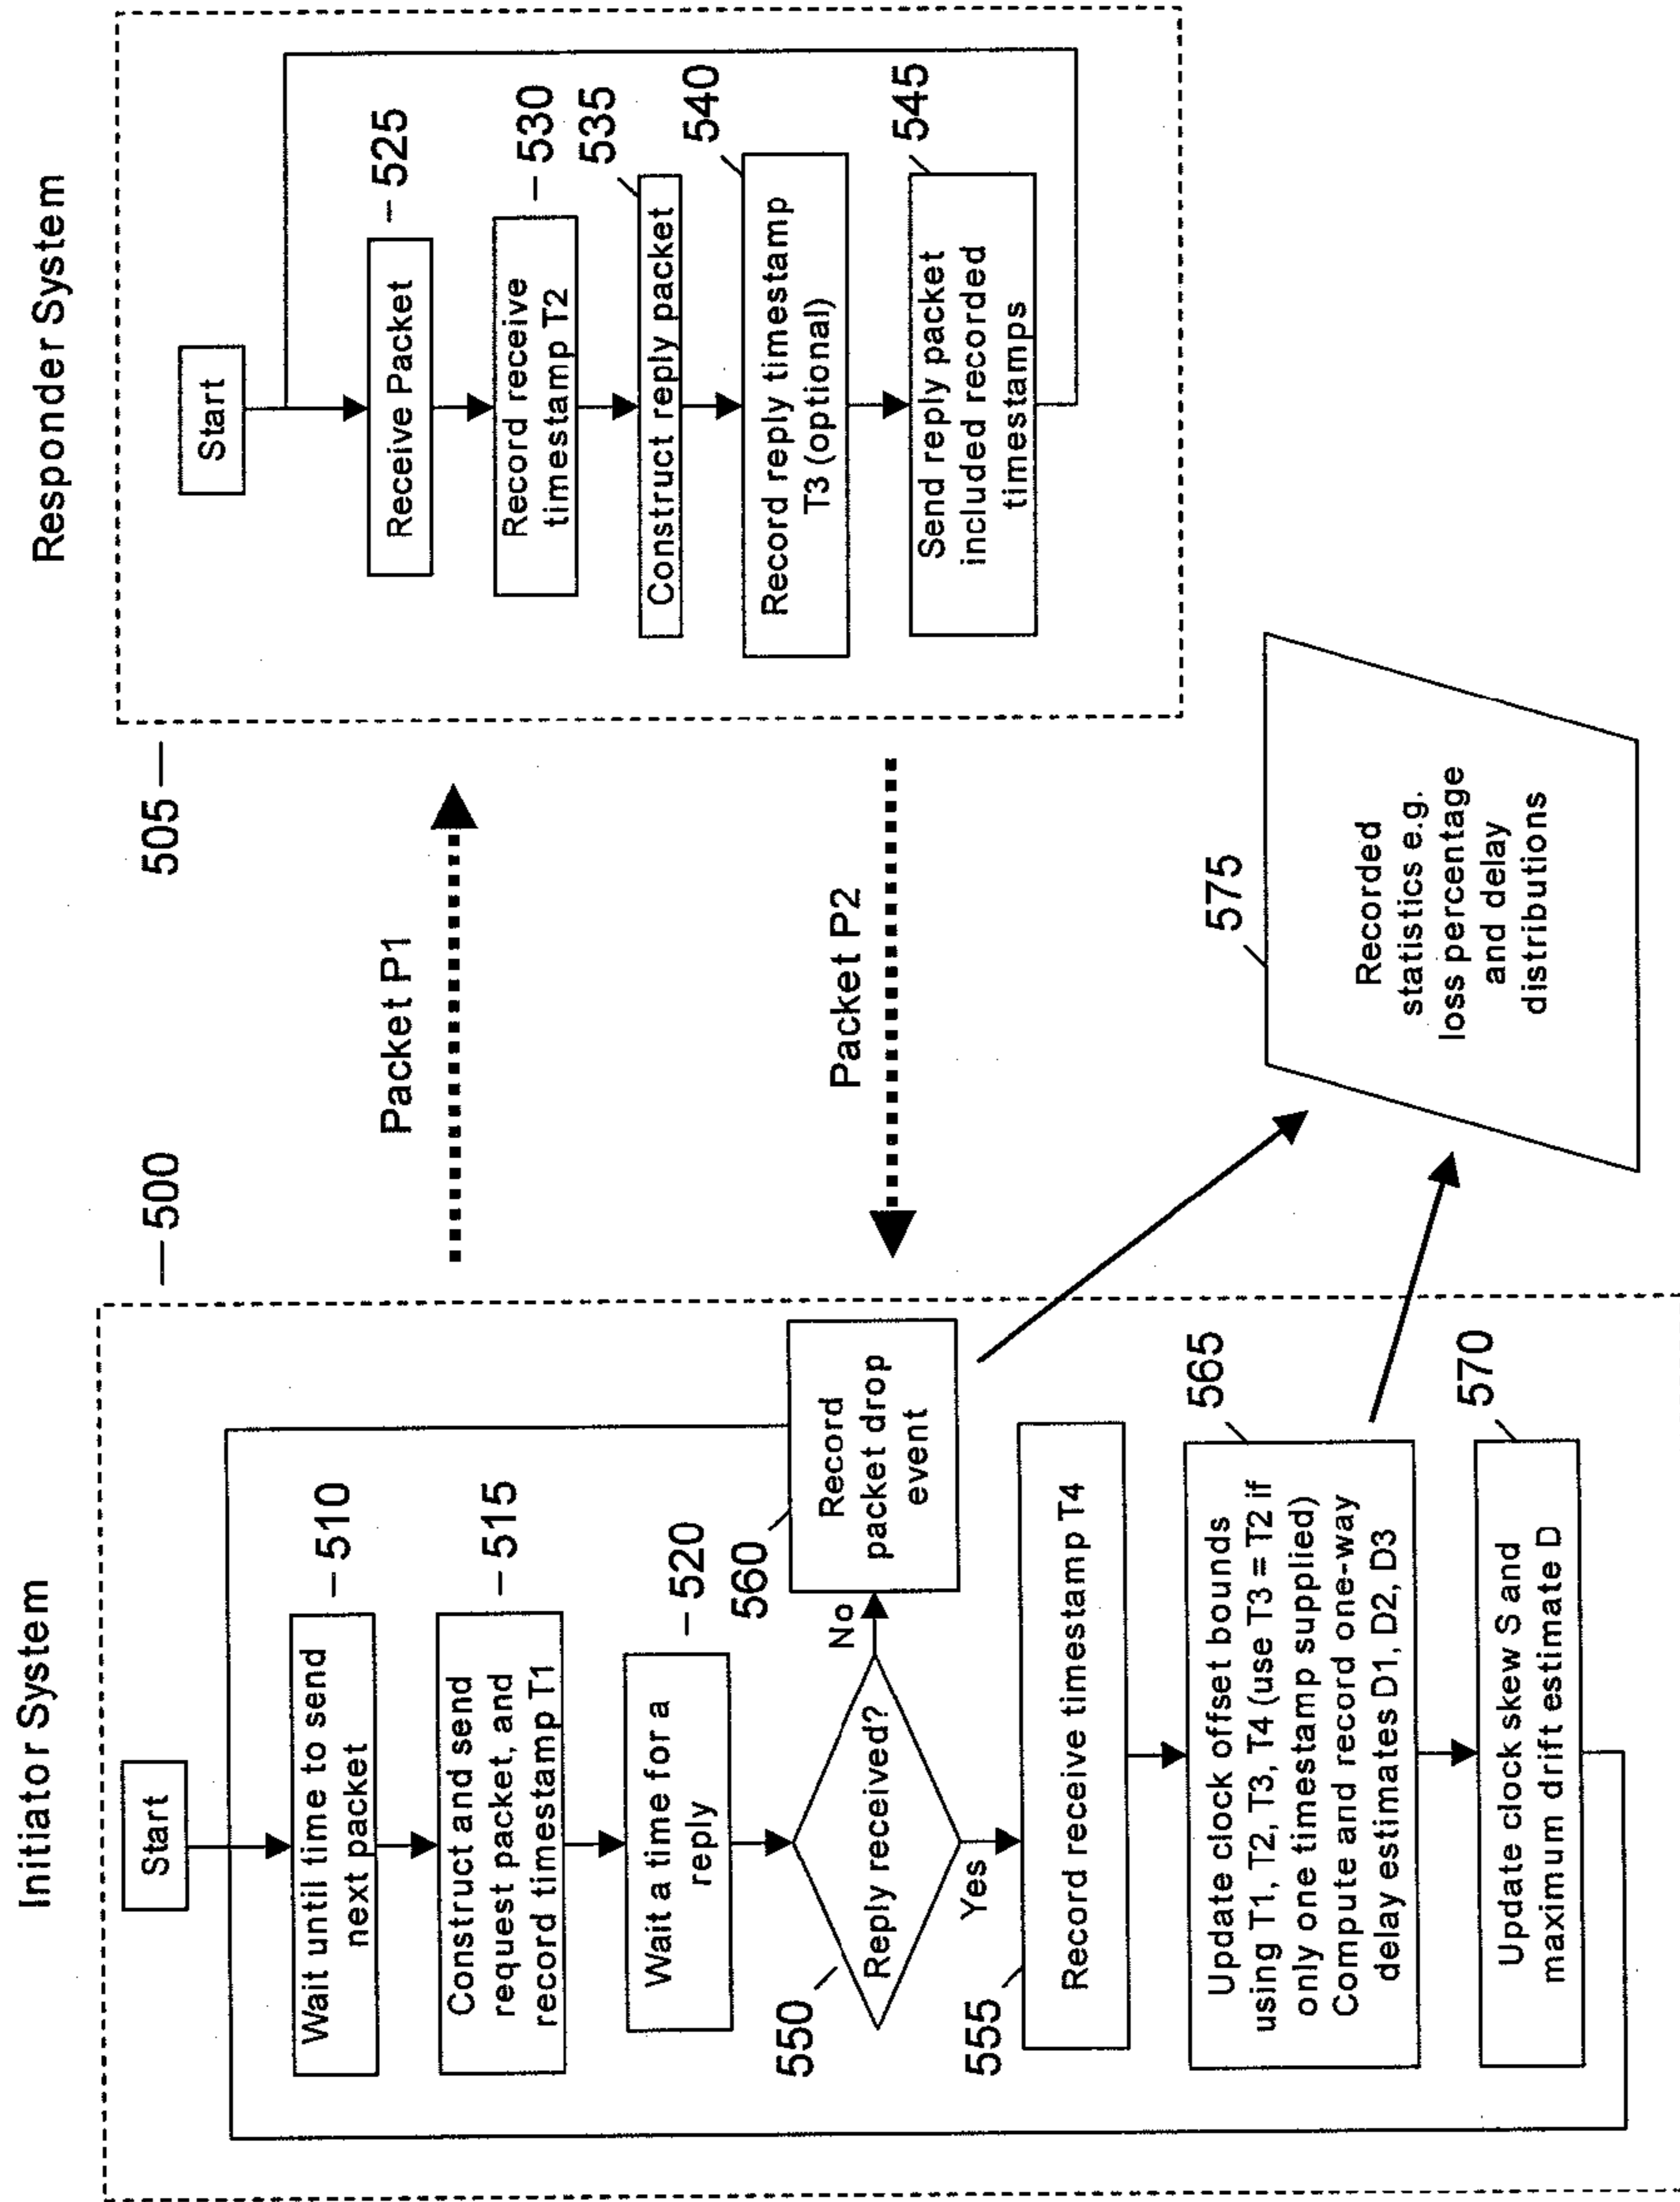 Initiator System
500
Start
Wait until time to send
next packet
510
Construct and send
request packet, and
record timestamp T1
515
Wait a time for a
reply
520
Reply received?
550
No
Yes
Record
packet drop
event
560
Record receive timestamp T4
555
Update clock offset bounds
using T1, T2, T3, T4 (use T3 = T2 if
only one timestamp supplied)
Compute and record one-way
delay estimates D1, D2, D3
565
Update clock skew S and
maximum drift estimate D
570
Packet P1
Packet P2
Responder System
505
Start
Receive Packet
525
Record receive
timestamp T2
530
Construct reply packet
535
Record reply timestamp
T3 (optional)
540
Send reply packet
included recorded
timestamps
545
575
Recorded
statistics e.g.
loss percentage
and delay
distributions